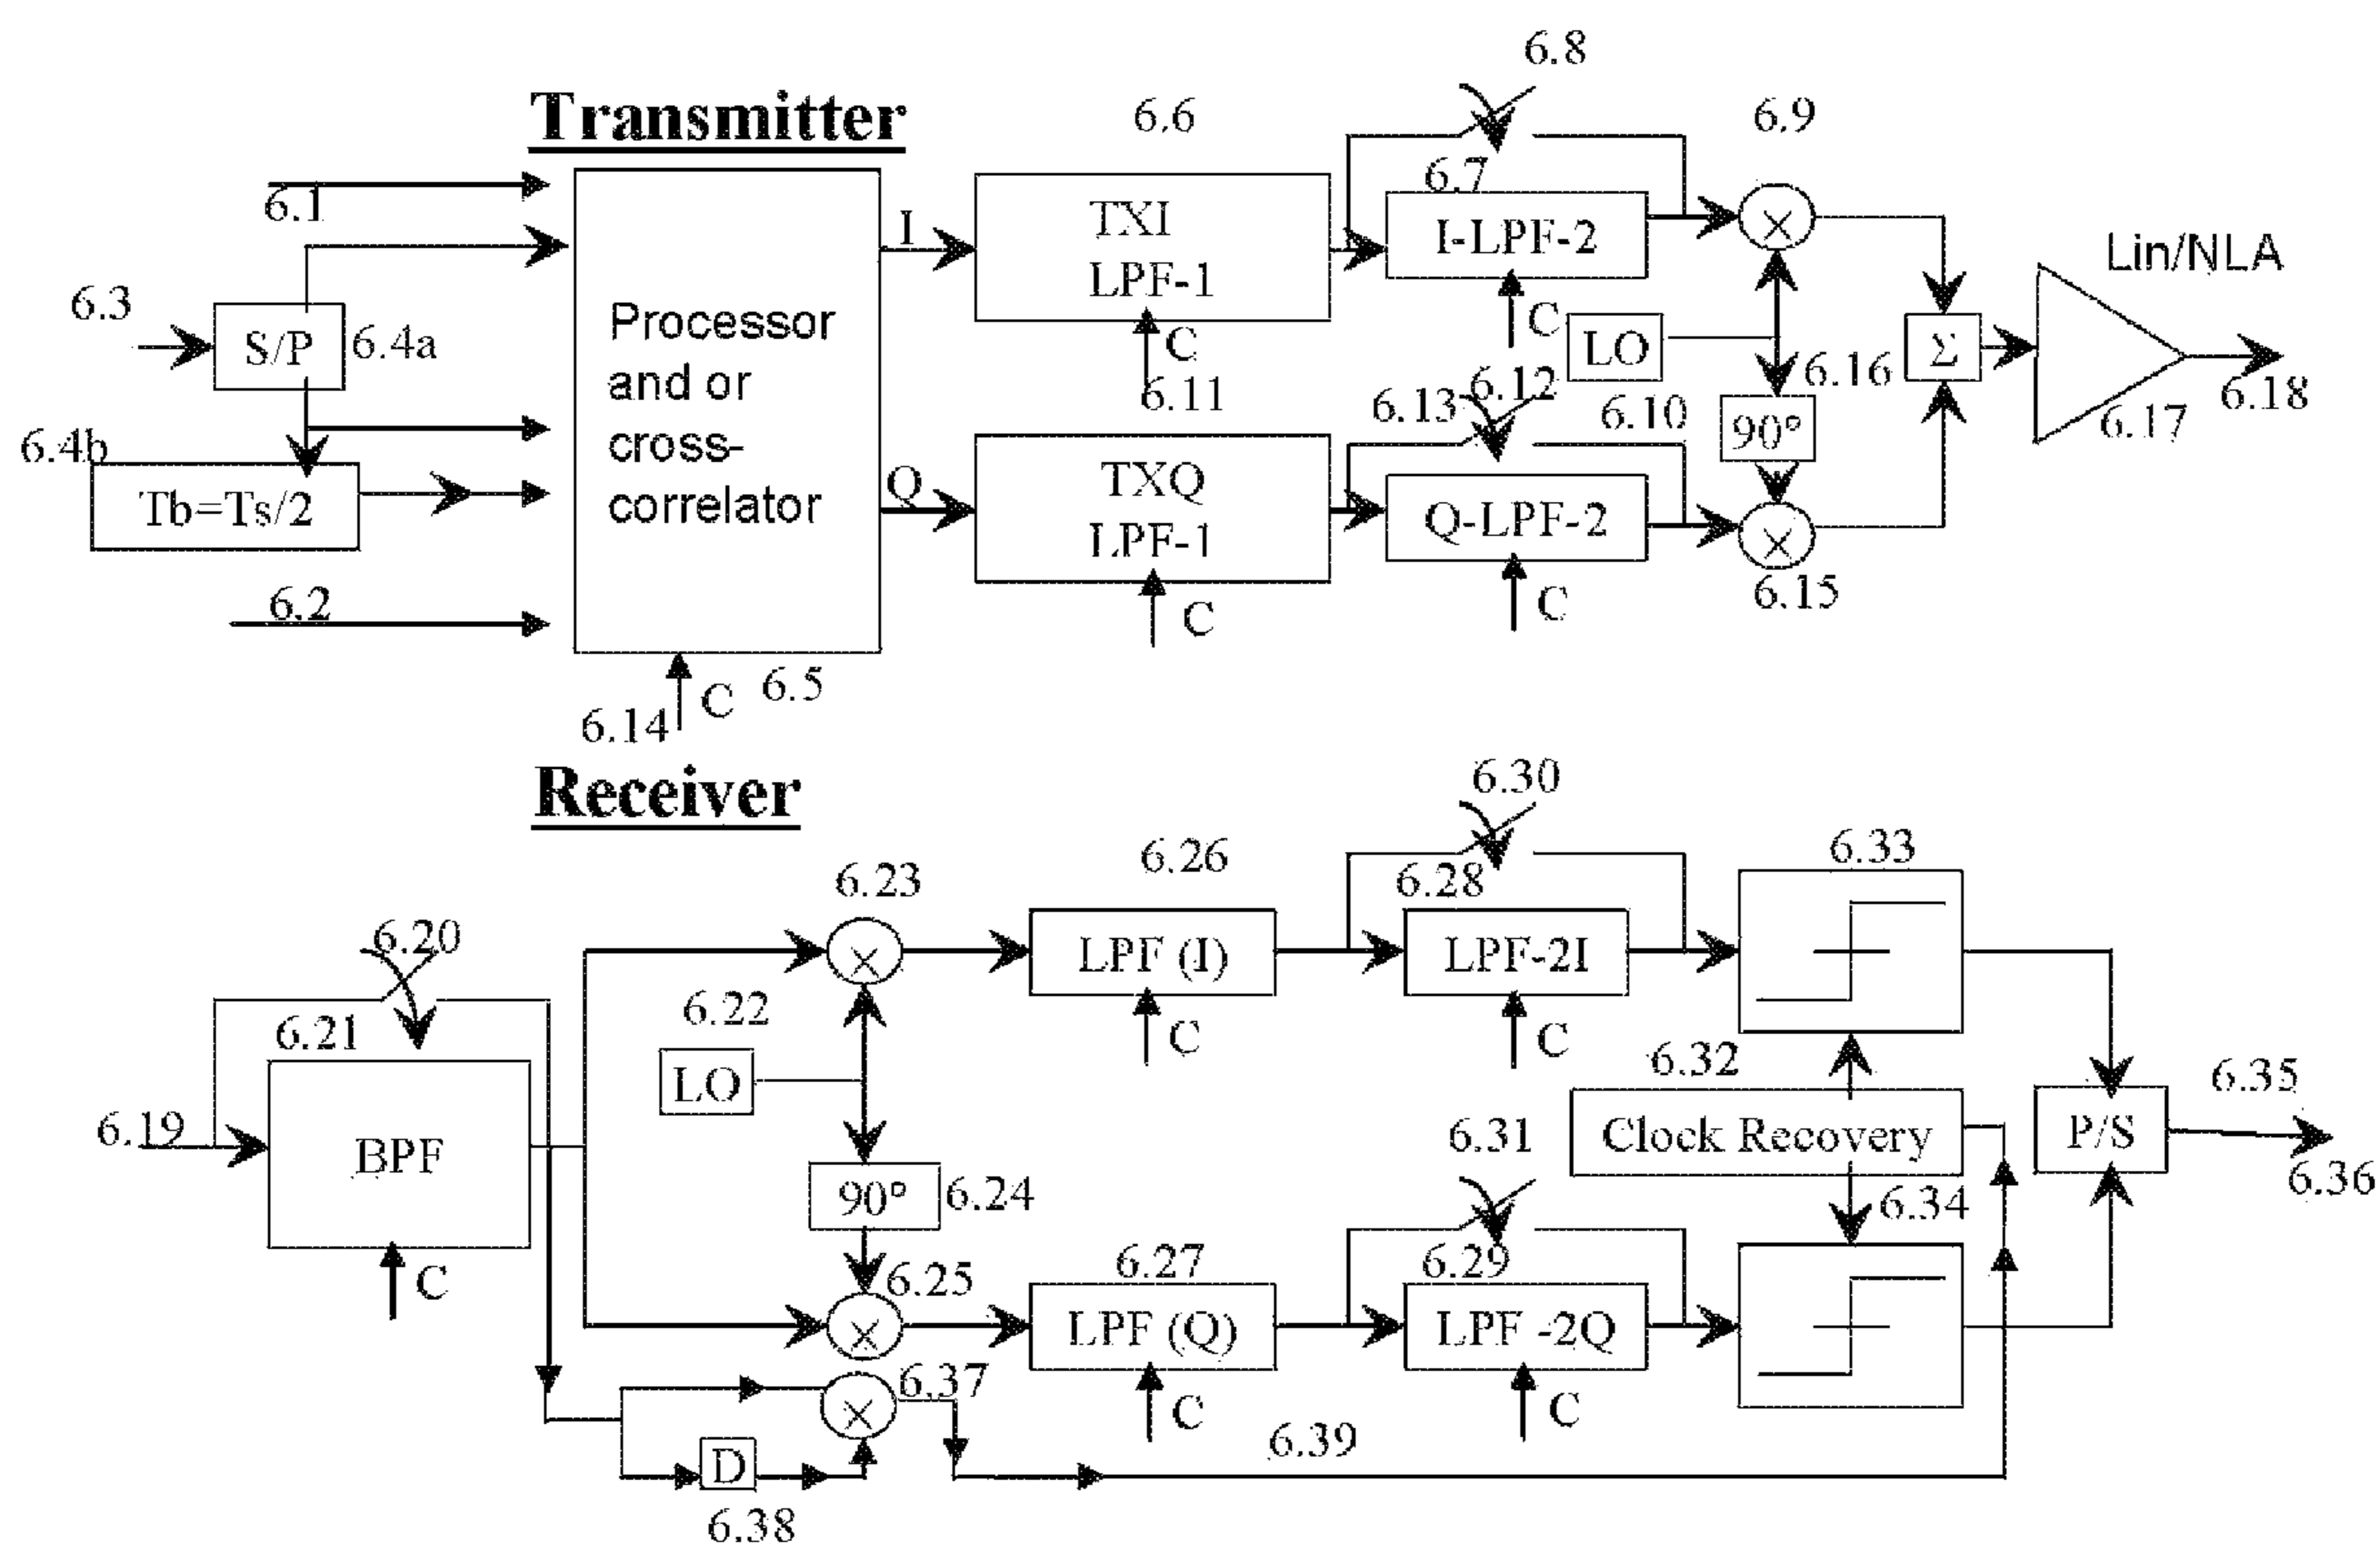 6.8
Transmitter
6.6
6.9
6.1
6.7
I
TXI
LPF-1
I-LPF-2
Lin/NLA
6.3
S/P
6.4a
Processor
and or
cross-
correlator
C
C
LO
Σ
6.11
6.12
6.13
6.10
6.16
6.17
6.18
90°
6.4b
Tb=Ts/2
Q
TXQ
LPF-1
Q-LPF-2
6.2
C
C
6.15
6.14
C
6.5
Receiver
6.30
6.26
6.33
6.23
6.28
6.20
LPF (I)
LPF-2I
6.21
6.22
C
C
6.32
LO
6.19
BPF
6.31
Clock Recovery
P/S
6.35
6.36
90°
6.24
6.34
C
6.25
6.27
6.29
LPF (Q)
LPF -2Q
6.37
C
C
D
6.39
6.38
×
×
×
×
×